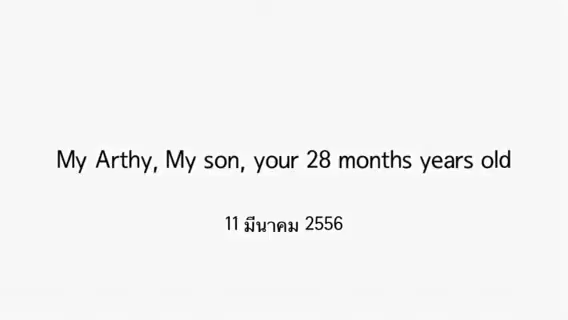 My Arthy, My son, your 28 months years old
11 มีนาคม 2556